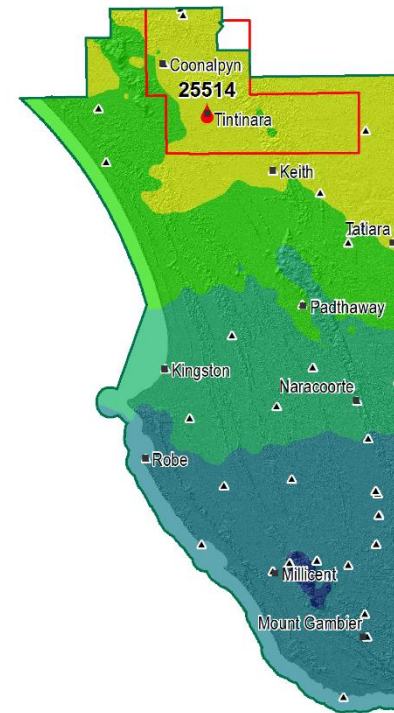 Coonalpyn
25514
Tintinara
Keith
Tatiara
Padthaway
Kingston
Naracoorte
Robe
Millicent
Mount Gambier